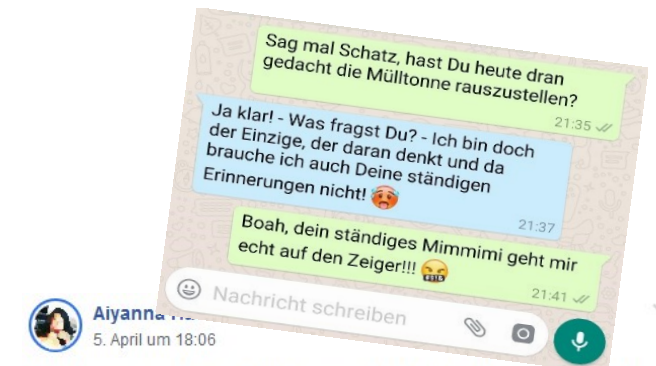 Sag mal Schatz, hast Du heute dran
gedacht die Mülltonne rauszustellen?
21:35
Ja klar! - Was fragst Du? - Ich bin doch
der Einzige, der daran denkt und da
brauche ich auch Deine ständigen
Erinnerungen nicht! 🥵
21:37
Boah, dein ständiges Mimmimi geht mir
echt auf den Zeiger!!! 🤬
21:41
Nachricht schreiben
Aiyanna
5. April um 18:06